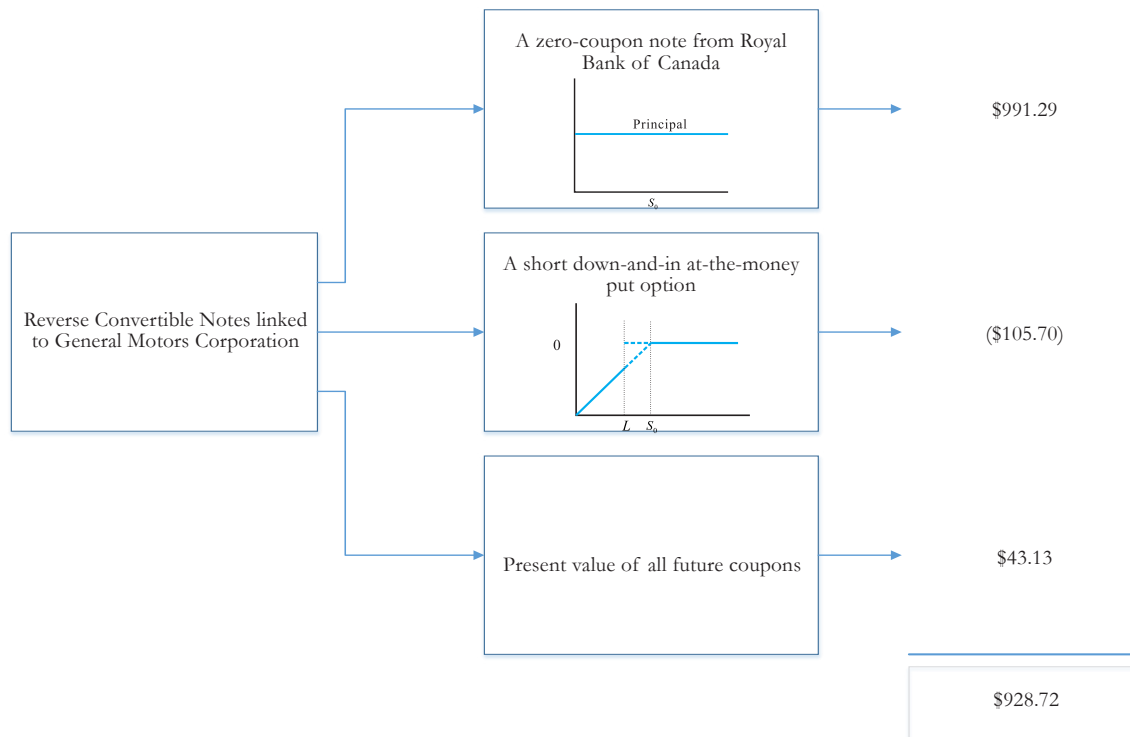 A zero-coupon note from Royal
Bank of Canada
Principal
S₀
$991.29
Reverse Convertible Notes linked
to General Motors Corporation
A short down-and-in at-the-money
put option
0
L S₀
($105.70)
Present value of all future coupons
$43.13
$928.72